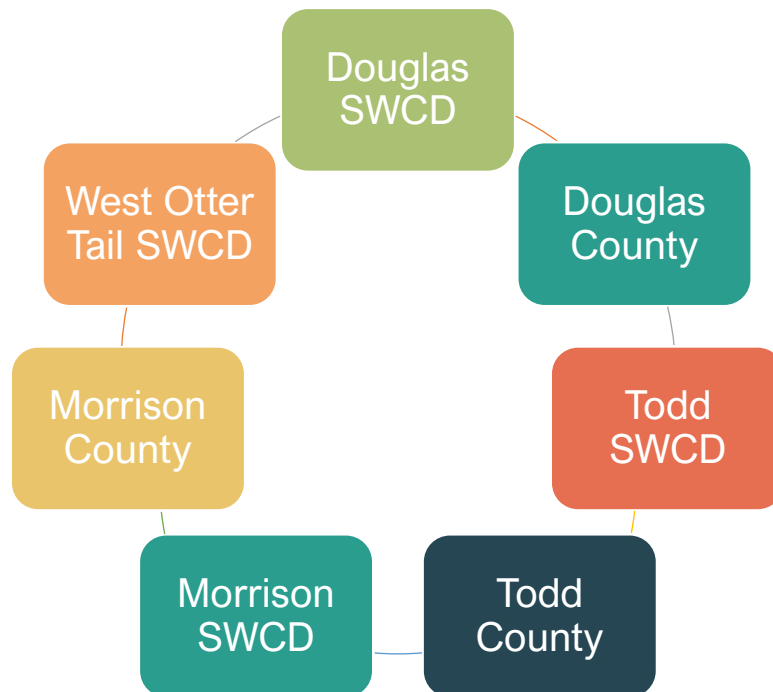 Douglas
SWCD
Douglas
County
Todd
SWCD
Todd
County
Morrison
SWCD
Morrison
County
West Otter
Tail SWCD